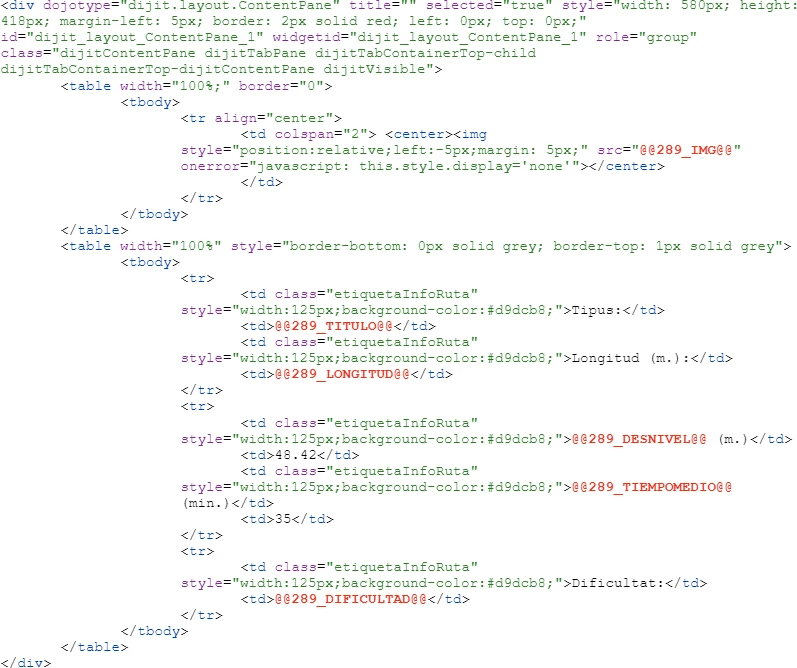 <div dojotype="dijit.layout.ContentPane" title="" selected="true" style="width: 580px; height:
418px; margin-left: 5px; border: 2px solid red; left: 0px; top: 0px;"
id="dijit_layout_ContentPane_1" widgetid="dijit_layout_ContentPane_1" role="group"
class="dijitContentPane dijitTabPane dijitTabContainerTop-child
dijitTabContainerTop-dijitContentPane dijitVisible">
<table width="100%;" border="0">
<tbody>
<tr align="center">
<td colspan="2"> <center><img
style="position:relative;left:-5px;margin: 5px;" src="@@289_IMG@@"
onerror="javascript: this.style.display='none'"></center>
</td>
</tr>
</tbody>
</table>
<table width="100%" style="border-bottom: 0px solid grey; border-top: 1px solid grey">
<tbody>
<tr>
<td class="etiquetaInfoRuta"
style="width:125px;background-color:#d9dcb8;">Tipus:</td>
<td>@@289_TITULO@@</td>
<td class="etiquetaInfoRuta"
style="width:125px;background-color:#d9dcb8;">Longitud (m.):</td>
<td>@@289_LONGITUD@@</td>
</tr>
<tr>
<td class="etiquetaInfoRuta"
style="width:125px;background-color:#d9dcb8;">@@289_DESNIVEL@@ (m.)</td>
<td>48.42</td>
<td class="etiquetaInfoRuta"
style="width:125px;background-color:#d9dcb8;">@@289_TIEMPOMEDIO@@
(min.)</td>
<td>35</td>
</tr>
<tr>
<td class="etiquetaInfoRuta"
style="width:125px;background-color:#d9dcb8;">Dificultat:</td>
<td>@@289_DIFICULTAD@@</td>
</tr>
</tbody>
</table>
</div>